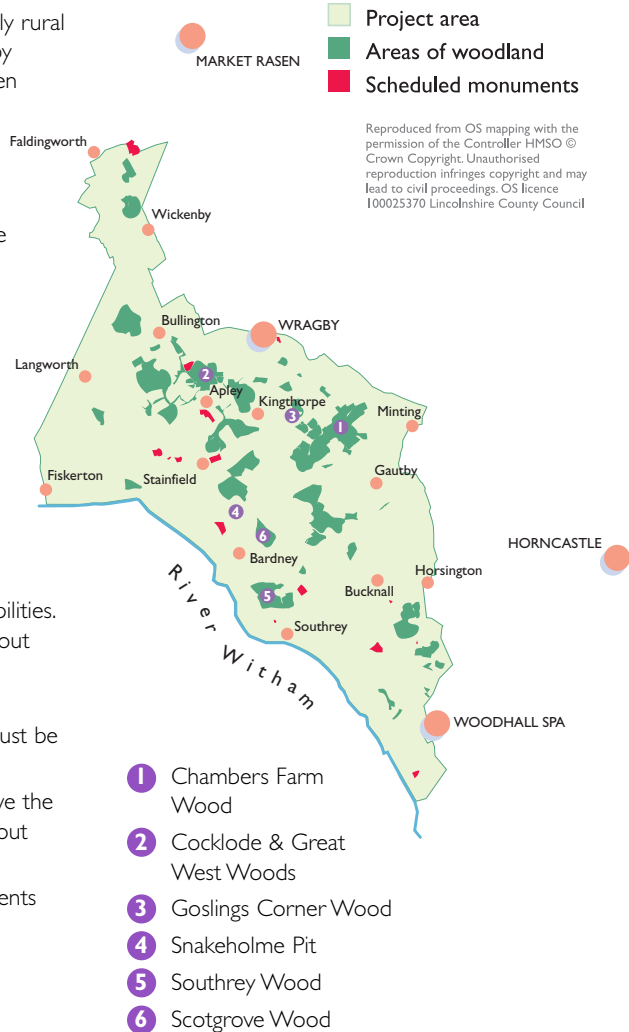 ly rural
by
en
e
bilities.
out
ust be
ve the
out
ents
MARKET RASEN
Project area
Areas of woodland
Scheduled monuments
Reproduced from OS mapping with the
permission of the Controller HMSO ©
Crown Copyright. Unauthorised
reproduction infringes copyright and may
lead to civil proceedings. OS licence
100025370 Lincolnshire County Council
Faldingworth
Wickenby
Bullington
WRAGBY
Langworth
2
Apley
Kingthorpe
3
1
Minting
Fiskerton
Stainfield
Gautby
4
6
HORNCASTLE
Bardney
Horsington
Bucknall
5
Southrey
River Witham
WOODHALL SPA
1 Chambers Farm
Wood
2 Cocklode & Great
West Woods
3 Goslings Corner Wood
4 Snakeholme Pit
5 Southrey Wood
6 Scotgrove Wood